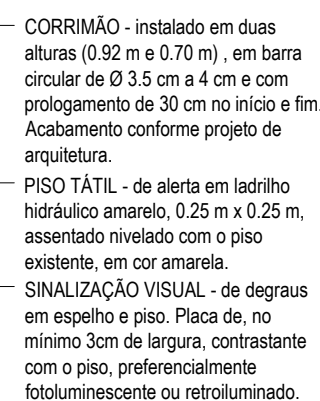 CORRIMÃO - instalado em duas
alturas (0.92 m e 0.70 m) , em barra
circular de Ø 3.5 cm a 4 cm e com
prologamento de 30 cm no início e fim.
Acabamento conforme projeto de
arquitetura.
PISO TÁTIL - de alerta em ladrilho
hidráulico amarelo, 0.25 m x 0.25 m,
assentado nivelado com o piso
existente, em cor amarela.
SINALIZAÇÃO VISUAL - de degraus
em espelho e piso. Placa de, no
mínimo 3cm de largura, contrastante
com o piso, preferencialmente
fotoluminescente ou retroiluminado.